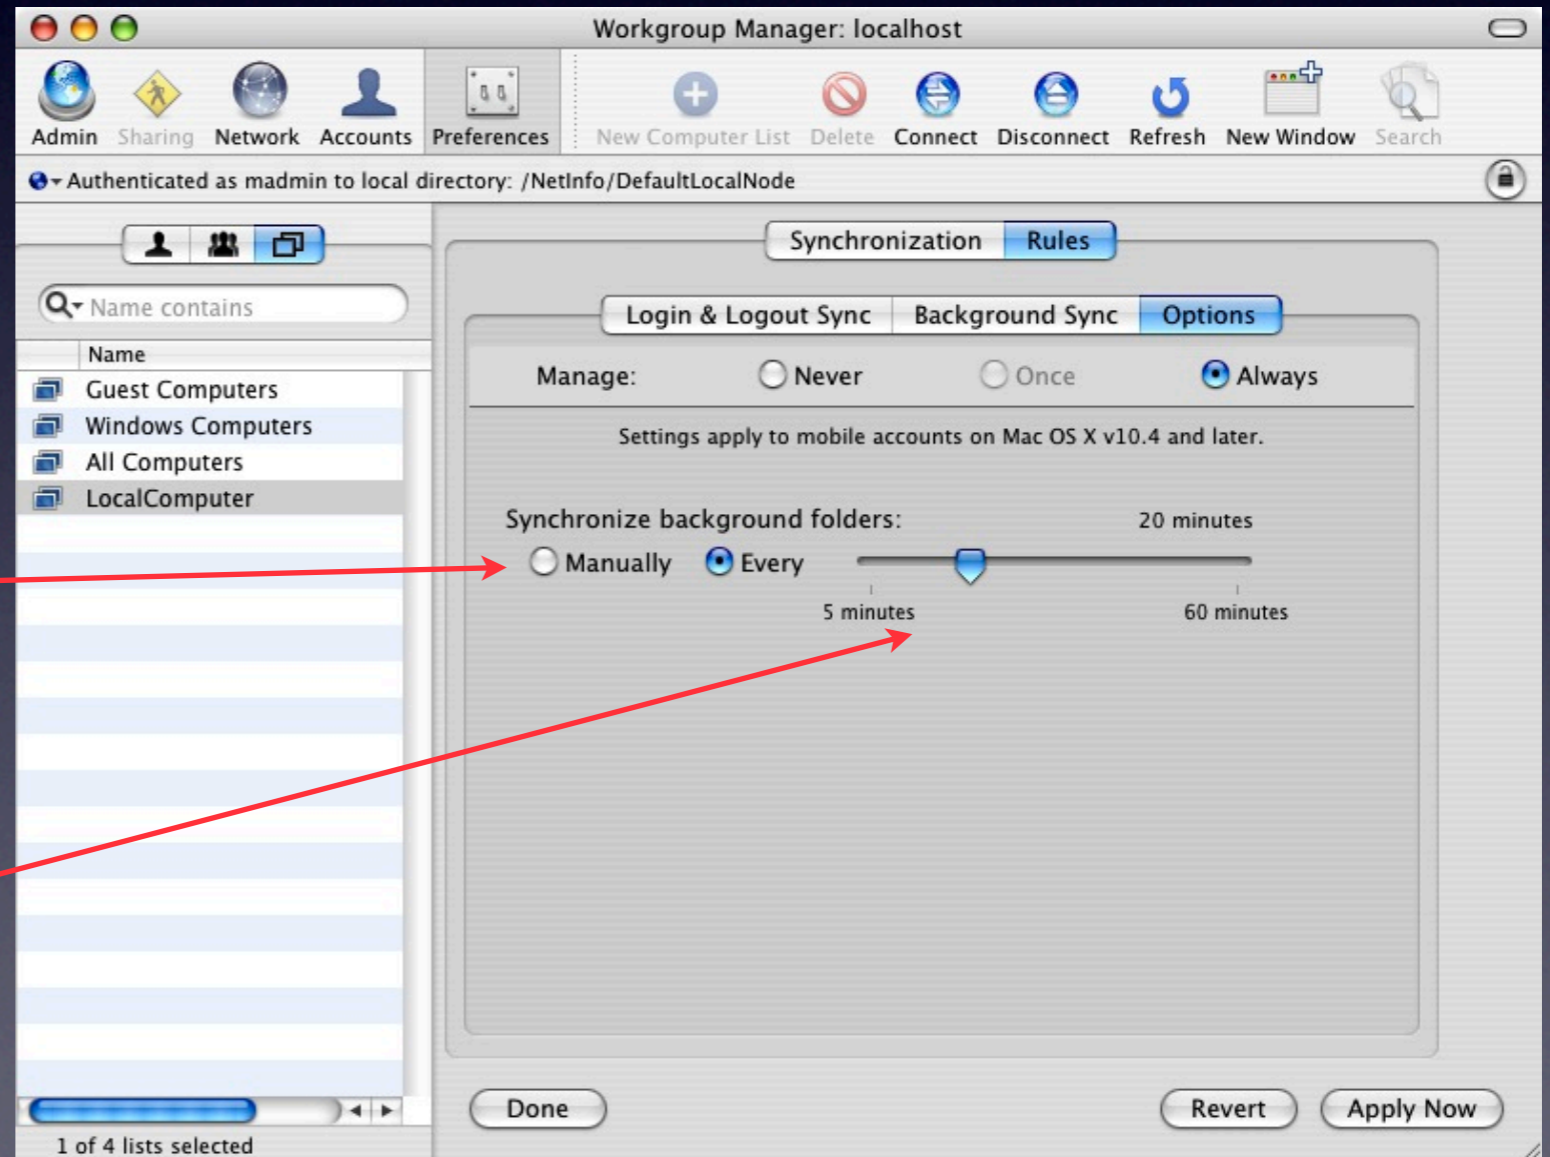 Workgroup Manager: localhost
Admin Sharing Network Accounts Preferences New Computer List Delete Connect Disconnect Refresh New Window Search
Authenticated as madmin to local directory: /NetInfo/DefaultLocalNode
Synchronization Rules
Name contains
Login & Logout Sync Background Sync Options
Name
Manage: Never Once Always
Guest Computers
Windows Computers
All Computers
LocalComputer
Settings apply to mobile accounts on Mac OS X v10.4 and later.
Synchronize background folders: 20 minutes
Manually Every
5 minutes 60 minutes
Done Revert Apply Now
1 of 4 lists selected